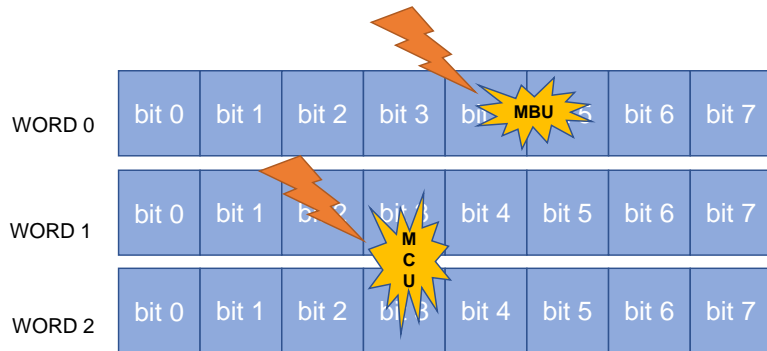 WORD 0 bit 0 bit 1 bit 2 bit 3 MBU bit 6 bit 7
WORD 1 bit 0 bit 1 bit 4 bit 5 bit 6 bit 7
M
C
U
WORD 2 bit 0 bit 1 bit 2 bit 4 bit 5 bit 6 bit 7